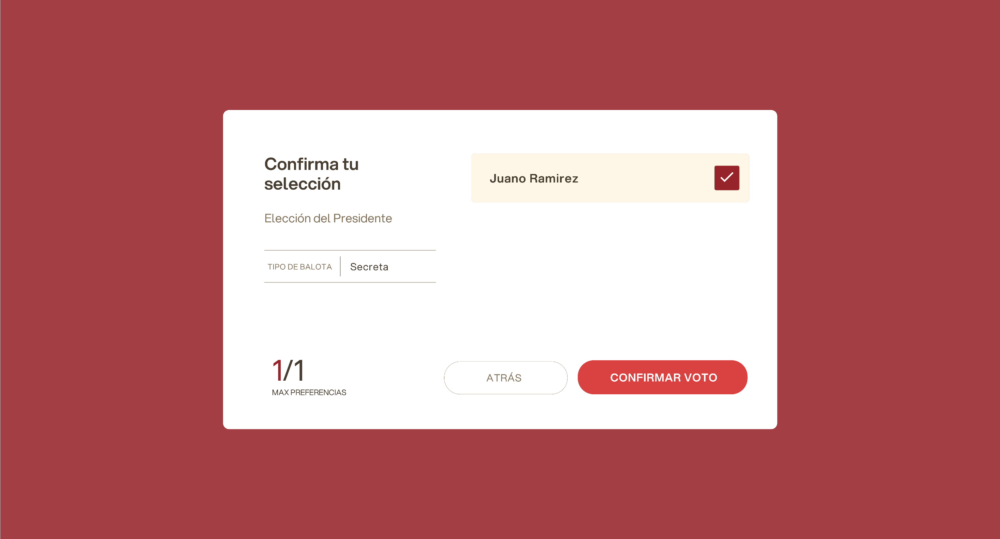 Confirma tu
selección
Elección del Presidente
TIPO DE BALOTA
Secreta
Juano Ramirez
1/1
MAX PREFERENCIAS
ATRÁS
CONFIRMAR VOTO